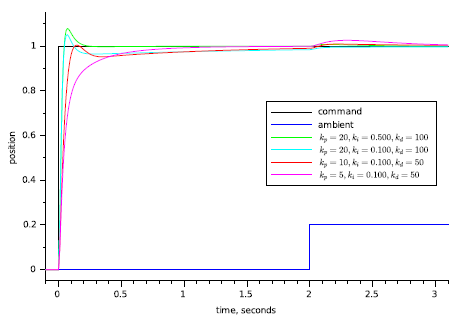 1
0.8
0.6
0.4
0.2
0
position
command
ambient
k_p = 20, k_i = 0.500, k_d = 100
k_p = 20, k_i = 0.100, k_d = 100
k_p = 10, k_i = 0.100, k_d = 50
k_p = 5, k_i = 0.100, k_d = 50
0 0.5 1 1.5 2 2.5 3
time, seconds